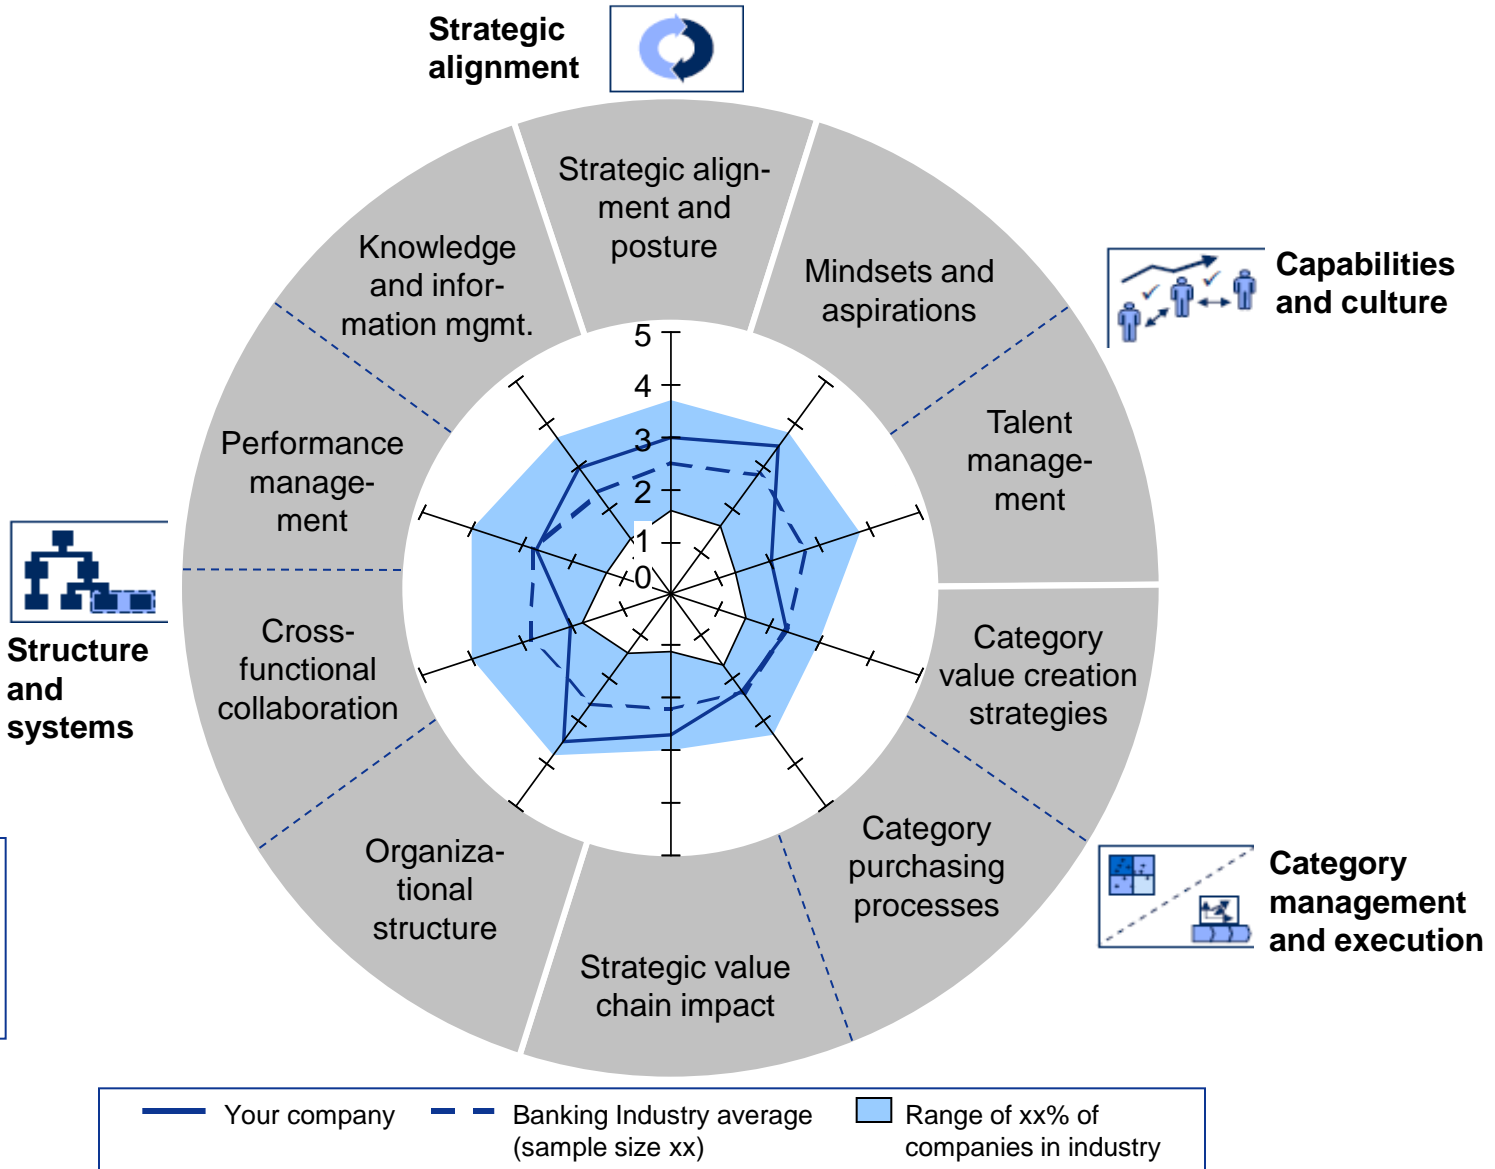 Strategic
alignment
Strategic align-
ment and
posture
Knowledge
and infor-
mation mgmt.
Mindsets and
aspirations
Capabilities
and culture
Talent
manage-
ment
Performance
manage-
ment
5
4
3
2
1
0
Structure
and
systems
Cross-
functional
collaboration
Category
value creation
strategies
Organiza-
tional
structure
Category
purchasing
processes
Category
management
and execution
Strategic value
chain impact
Your company
Banking Industry average
(sample size xx)
Range of xx% of
companies in industry